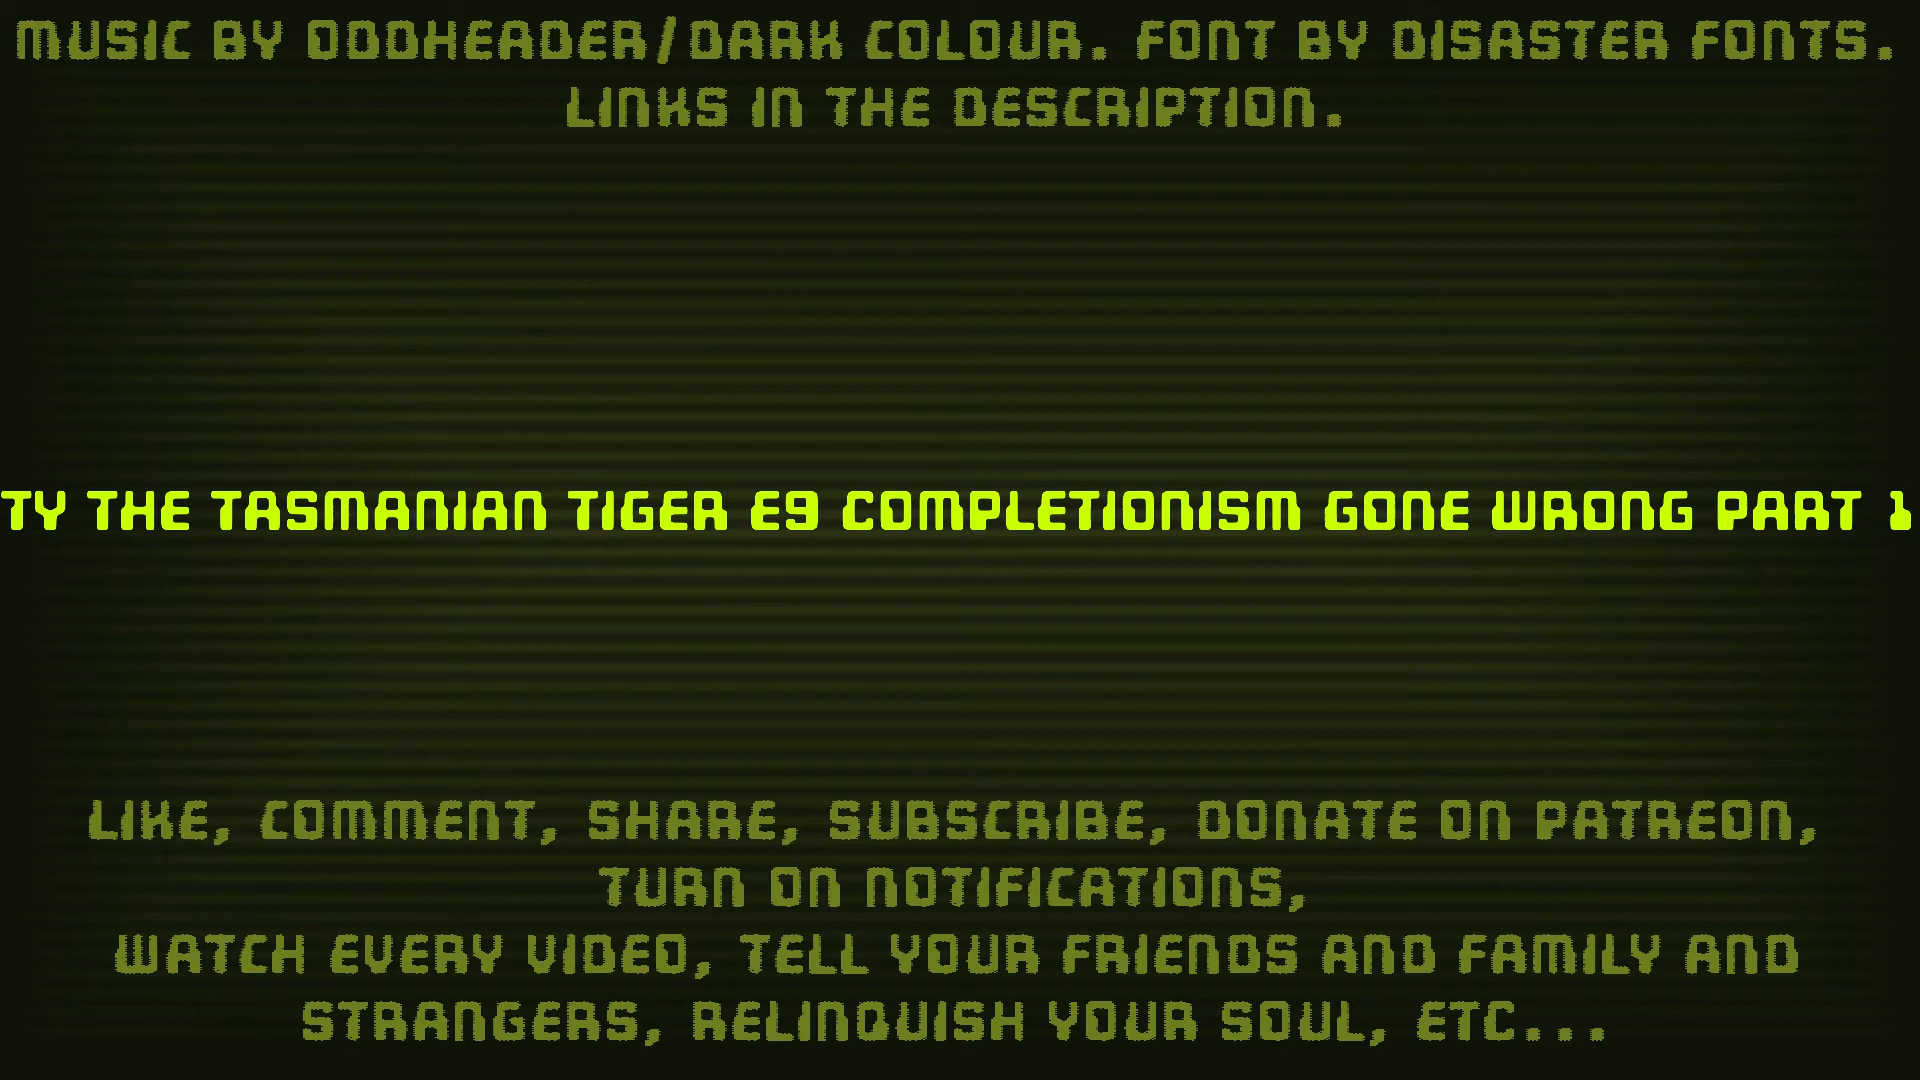 MUSIC BY ODDHEADER/DARK COLOUR. FONT BY DISASTER FONTS.
LINKS IN THE DESCRIPTION.
TY THE TASMANIAN TIGER E9 COMPLETIONISM GONE WRONG PART 1
LIKE, COMMENT, SHARE, SUBSCRIBE, DONATE ON PATREON,
TURN ON NOTIFICATIONS,
WATCH EVERY VIDEO, TELL YOUR FRIENDS AND FAMILY AND
STRANGERS, RELINQUISH YOUR SOUL, ETC...